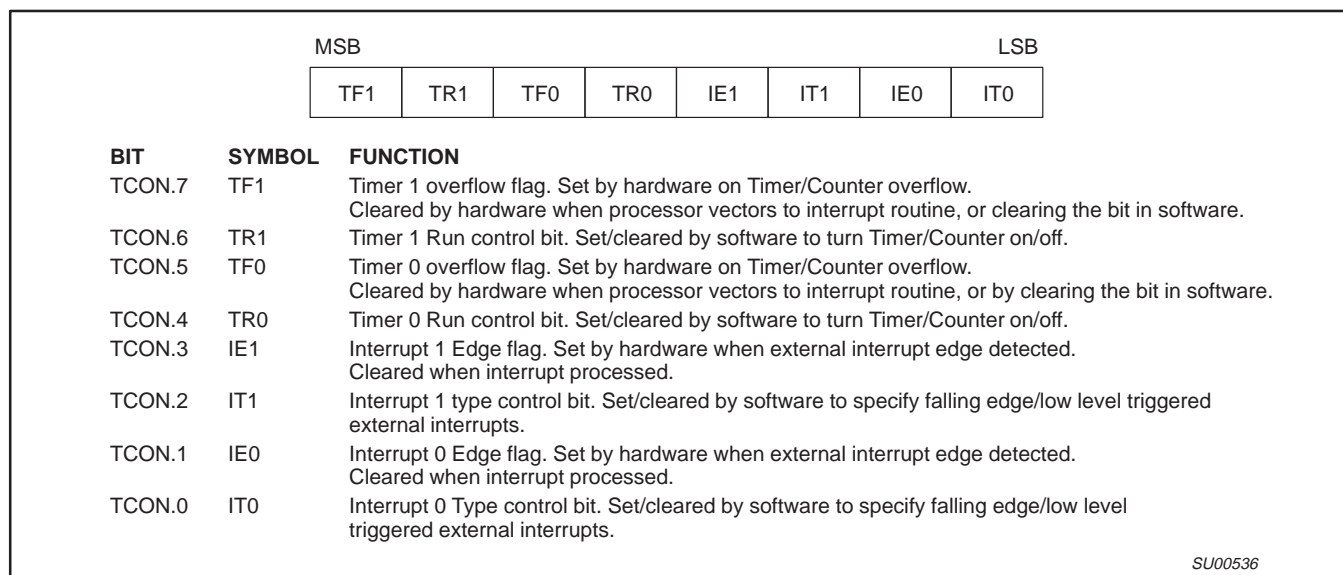 MSB LSB
TF1 TR1 TF0 TR0 IE1 IT1 IE0 IT0
BIT SYMBOL FUNCTION
TCON.7 TF1 Timer 1 overflow flag. Set by hardware on Timer/Counter overflow.
Cleared by hardware when processor vectors to interrupt routine, or clearing the bit in software.
TCON.6 TR1 Timer 1 Run control bit. Set/cleared by software to turn Timer/Counter on/off.
TCON.5 TF0 Timer 0 overflow flag. Set by hardware on Timer/Counter overflow.
Cleared by hardware when processor vectors to interrupt routine, or by clearing the bit in software.
TCON.4 TR0 Timer 0 Run control bit. Set/cleared by software to turn Timer/Counter on/off.
TCON.3 IE1 Interrupt 1 Edge flag. Set by hardware when external interrupt edge detected.
Cleared when interrupt processed.
TCON.2 IT1 Interrupt 1 type control bit. Set/cleared by software to specify falling edge/low level triggered
external interrupts.
TCON.1 IE0 Interrupt 0 Edge flag. Set by hardware when external interrupt edge detected.
Cleared when interrupt processed.
TCON.0 IT0 Interrupt 0 Type control bit. Set/cleared by software to specify falling edge/low level
triggered external interrupts.
SU00536